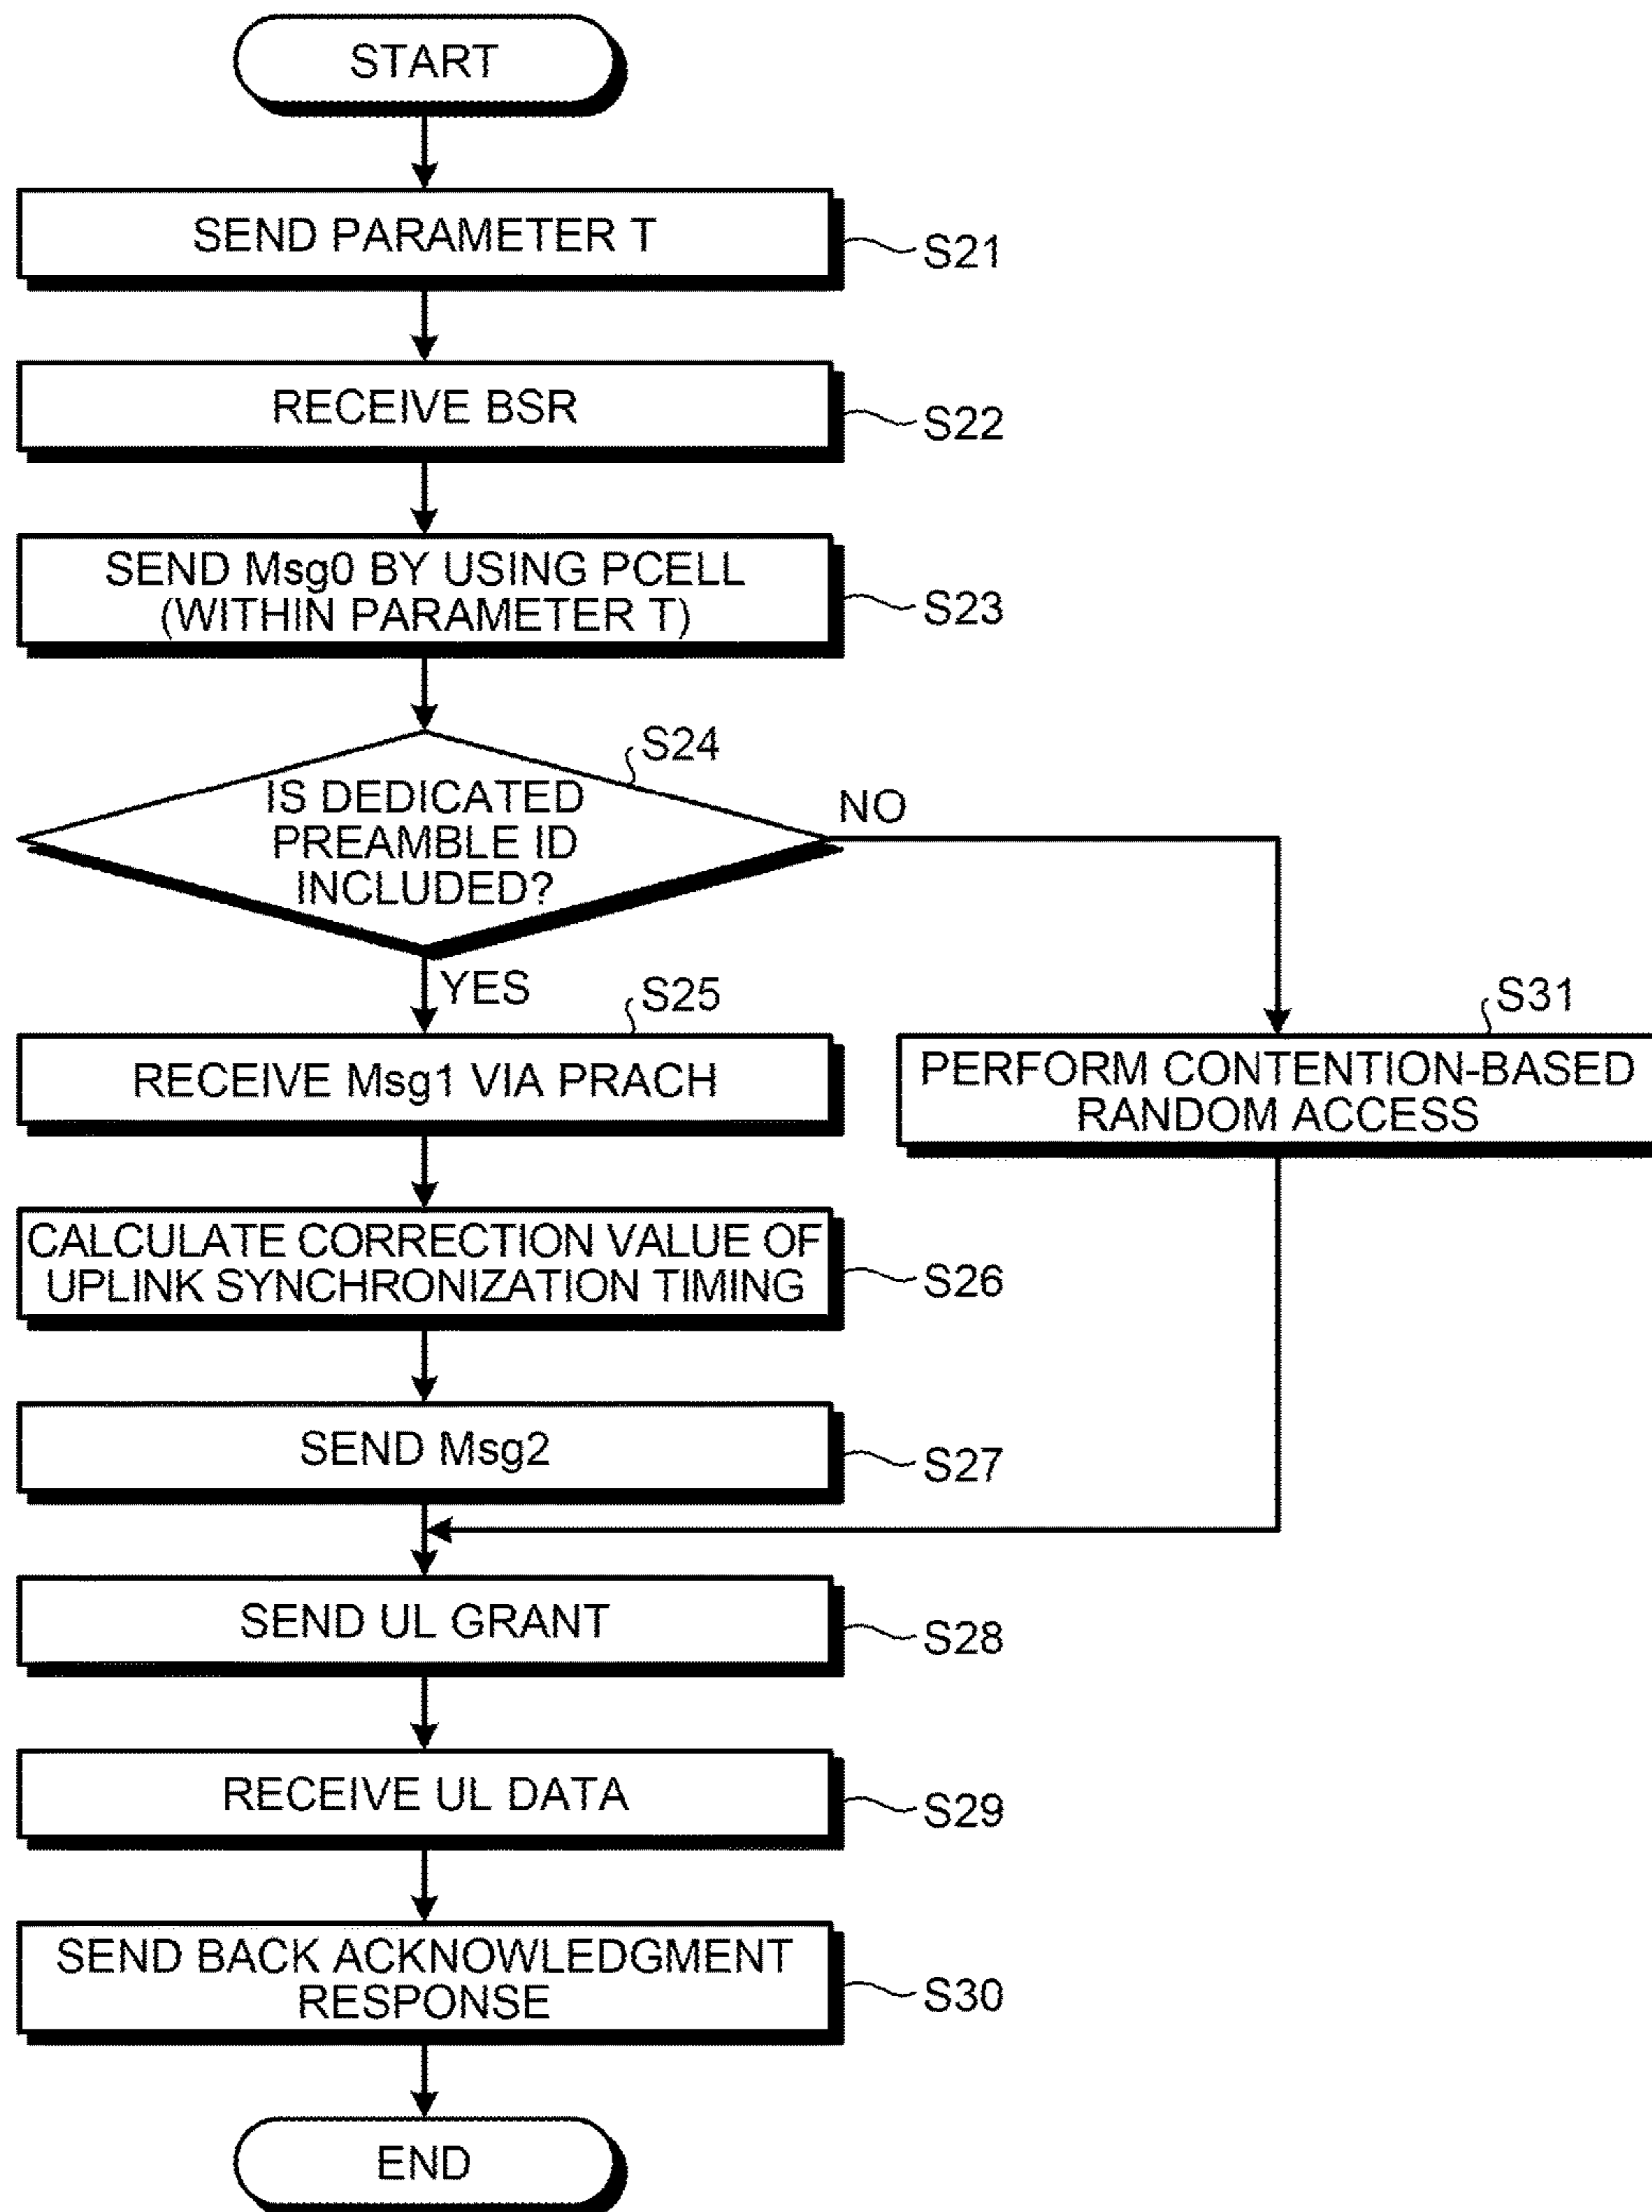 START
SEND PARAMETER T
S21
RECEIVE BSR
S22
SEND Msg0 BY USING PCELL
(WITHIN PARAMETER T)
S23
S24
IS DEDICATED
PREAMBLE ID
INCLUDED?
NO
YES
S25
RECEIVE Msg1 VIA PRACH
S31
PERFORM CONTENTION-BASED
RANDOM ACCESS
CALCULATE CORRECTION VALUE OF
UPLINK SYNCHRONIZATION TIMING
S26
SEND Msg2
S27
SEND UL GRANT
S28
RECEIVE UL DATA
S29
SEND BACK ACKNOWLEDGMENT
RESPONSE
S30
END